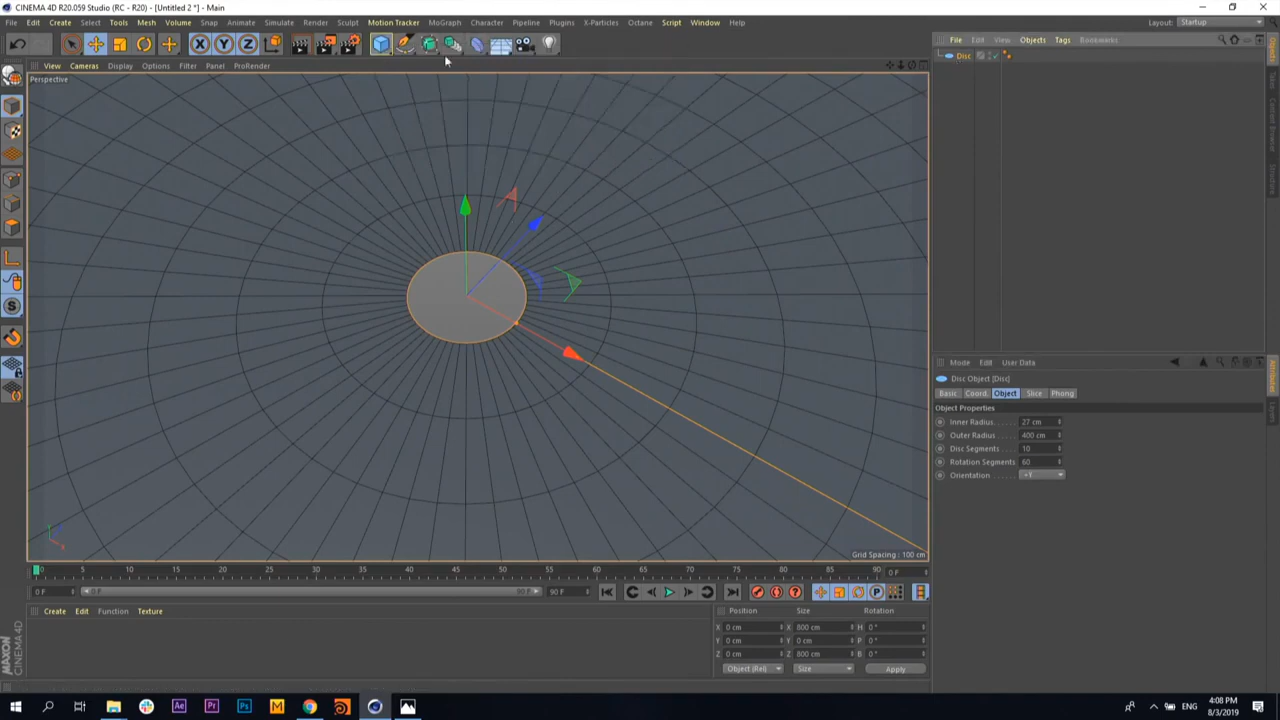 CINEMA 4D R20.059 Studio (RC - R20) - [Untitled 2 *] - Main
File Edit Create Select Tools Mesh Volume Snap Animate Simulate Render Sculpt Motion Tracker MoGraph Character Pipeline Plugins X-Particles Octane Script Window Help Layout: Startup
X Y Z
File Edit View Objects Tags Bookmarks
View Cameras Display Options Filter Panel ProRender
Disc
Perspective
Mode Edit User Data
Disc Object [Disc]
Basic Coord. Object Slice Phong
Object Properties
Inner Radius 27 cm
Outer Radius 400 cm
Disc Segments 10
Rotation Segments 60
Orientation +Y
Grid Spacing : 100 cm
0 5 10 15 20 25 30 35 40 45 50 55 60 65 70 75 80 85 90 0 F
0 F 0 F 90 F 90 F
Create Edit Function Texture
Position Size Rotation
X 0 cm X 800 cm H 0 °
Y 0 cm Y 0 cm P 0 °
Z 0 cm Z 800 cm B 0 °
Object (Rel) Size Apply
MAXON CINEMA 4D
Ae Pr Ps M
ENG
4:08 PM
8/3/2019